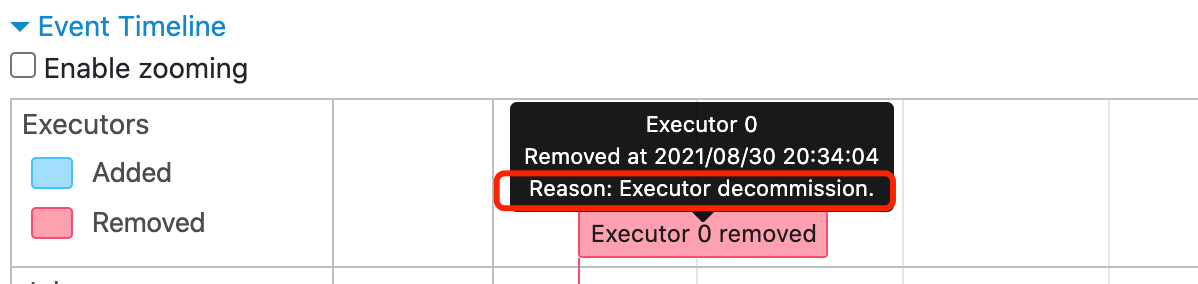 Event Timeline
Enable zooming
Executors
Added
Removed
Executor 0
Removed at 2021/08/30 20:34:04
Reason: Executor decommission.
Executor 0 removed